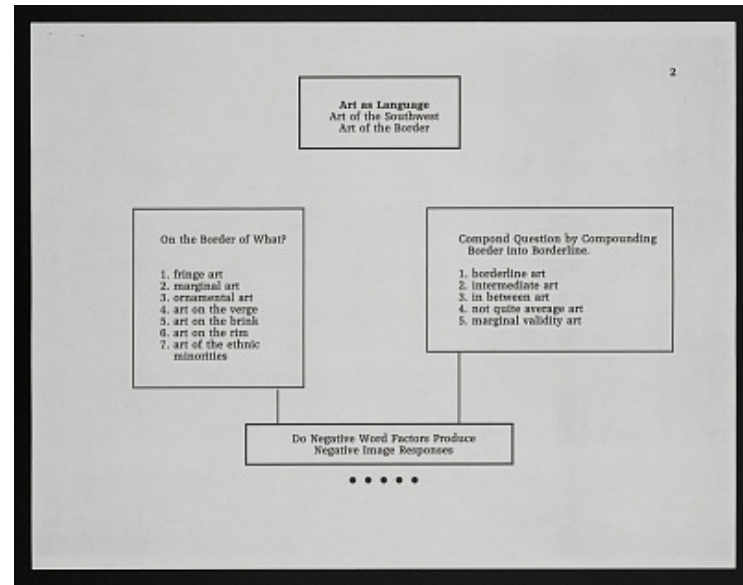 2
Art as Language
Art of the Southwest
Art of the Border
On the Border of What?
1. fringe art
2. marginal art
3. ornamental art
4. art on the verge
5. art on the brink
6. art on the rim
7. art of the ethnic
minorities
Compond Question by Compounding
Border into Borderline.
1. borderline art
2. intermediate art
3. in between art
4. not quite average art
5. marginal validity art
Do Negative Word Factors Produce
Negative Image Responses